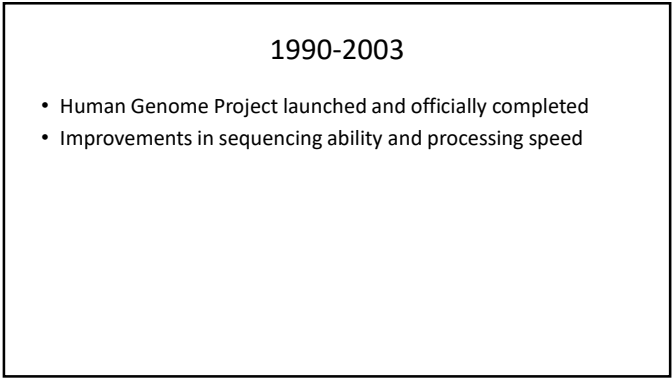 1990-2003
• Human Genome Project launched and officially completed
• Improvements in sequencing ability and processing speed